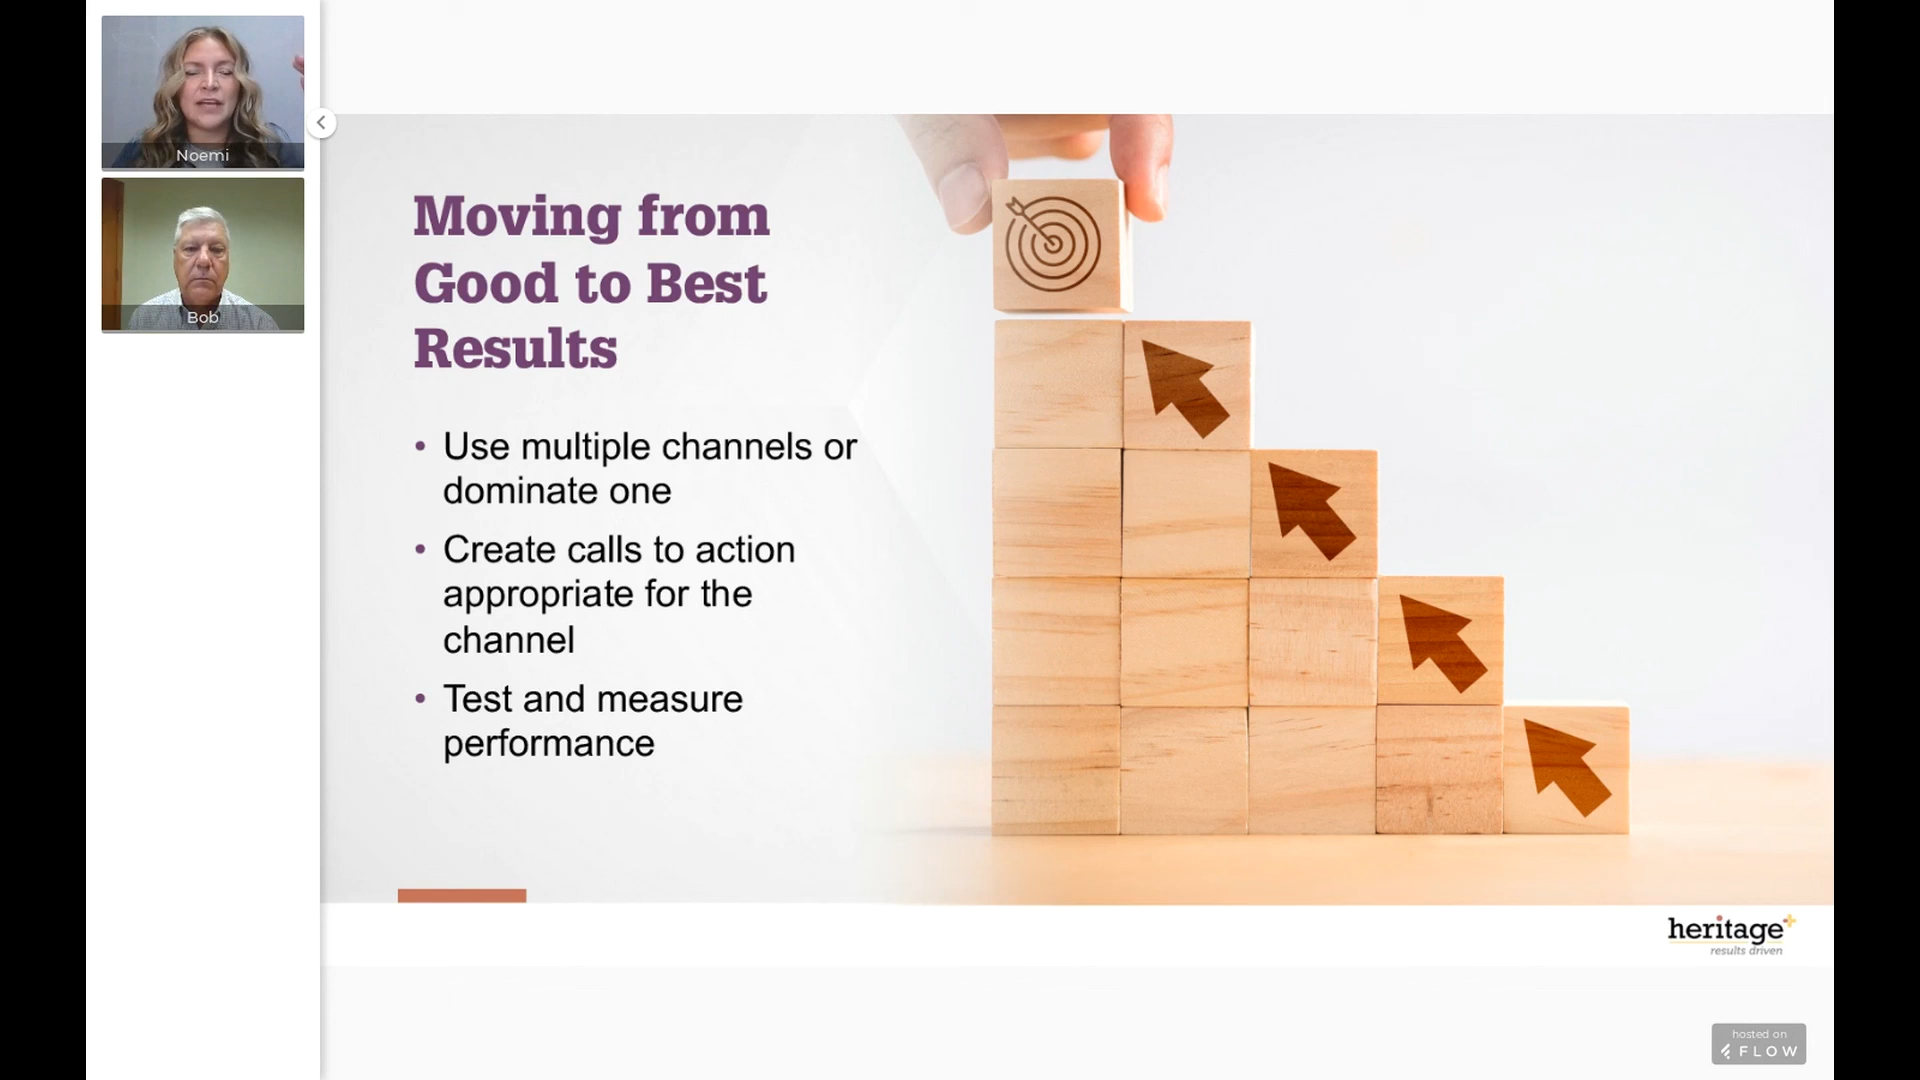 Noemi
Bob
Moving from
Good to Best
Results
• Use multiple channels or
dominate one
• Create calls to action
appropriate for the
channel
• Test and measure
performance
heritage+
results driven
hosted on
FLOW